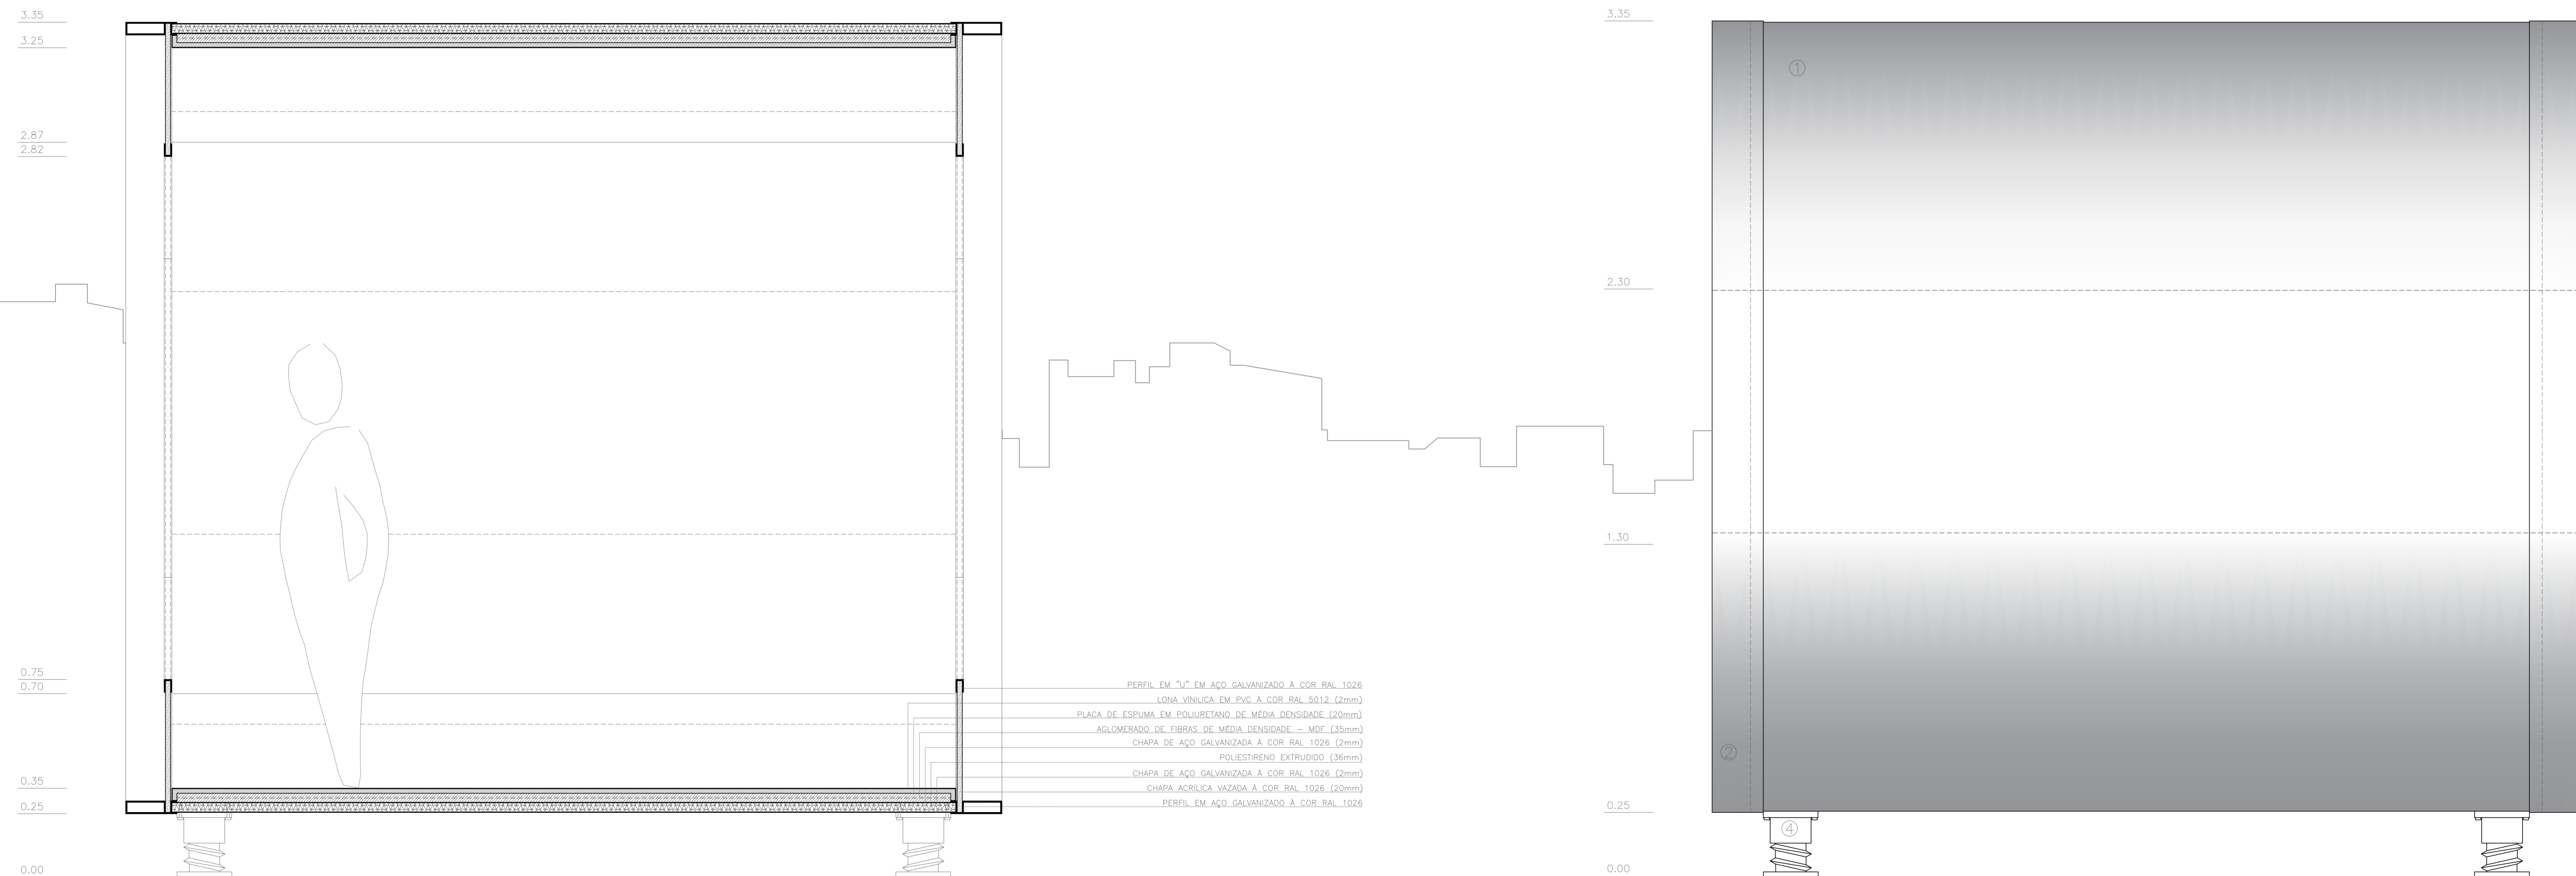 3.35
3.25
2.87
2.82
0.75
0.70
0.35
0.25
0.00
PERFIL EM "U" EM AÇO GALVANIZADO À COR RAL 1026
LONA VÍNILICA EM PVC À COR RAL 5012 (2mm)
PLACA DE ESPUMA EM POLIURETANO DE MÉDIA DENSIDADE (20mm)
AGLOMERADO DE FIBRAS DE MÉDIA DENSIDADE – MDF (35mm)
CHAPA DE AÇO GALVANIZADA À COR RAL 1026 (2mm)
POLIESTIRENO EXTRUDIDO (36mm)
CHAPA DE AÇO GALVANIZADA À COR RAL 1026 (2mm)
CHAPA ACRÍLICA VAZADA À COR RAL 1026 (20mm)
PERFIL EM AÇO GALVANIZADO À COR RAL 1026
3.35
2.30
1.30
0.25
0.00
1
2
4